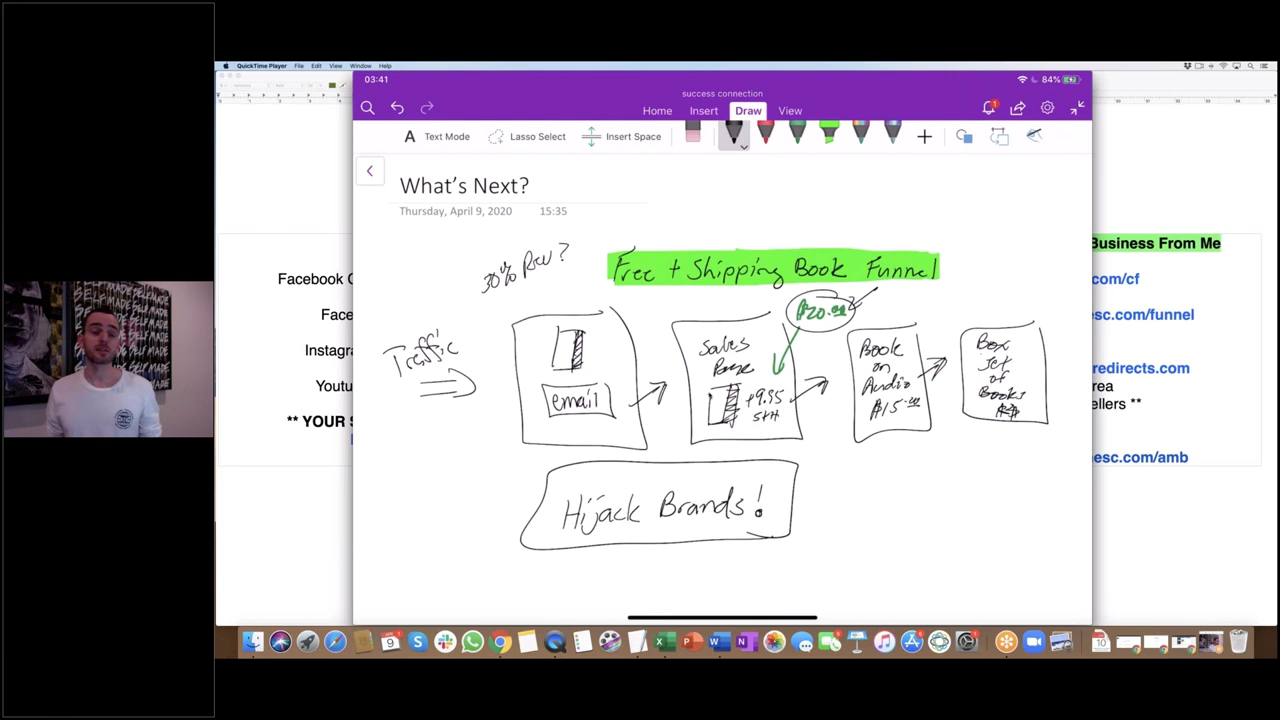 QuickTime Player File Edit View Window Help
03:41
84%
success connection
Home Insert Draw View
A Text Mode Lasso Select Insert Space
What's Next?
Thursday, April 9, 2020 15:35
30% Rev?
Free + Shipping Book Funnel
$20.00
Traffic
email
Sales
Page
+9.95
S+H
Book
on
Audio
$15.00
Box
Set
of
Books
$$
Hijack Brands!
Business From Me
Facebook C
com/cf
Face
esc.com/funnel
Instagra
redirects.com
Youtu
rea
** YOUR S
ellers **
esc.com/amb
SELF MADE